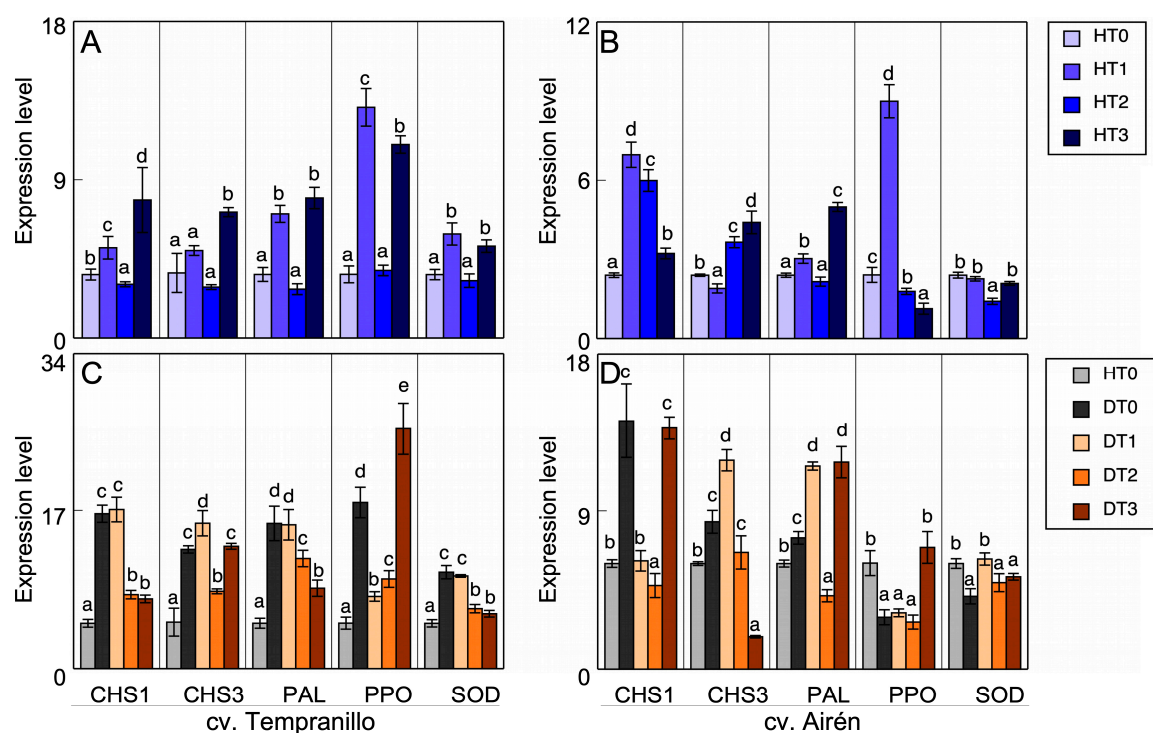 18
A
Expression level
9
0
b c a d
a a a b
a b a b
a c a b
a b a b
12
B
Expression level
6
0
a d c b
b a c d
a b a c
c d b a
b b a b
HT0
HT1
HT2
HT3
34
C
Expression level
17
0
a c c b b
a c d b c
a d d c b
a d b c e
a c c b b
CHS1 CHS3 PAL PPO SOD
cv. Tempranillo
18
D
Expression level
9
0
b c b a c
b c d c a
b c d a d
b a a a b
b a b a a
CHS1 CHS3 PAL PPO SOD
cv. Airén
HT0
DT0
DT1
DT2
DT3